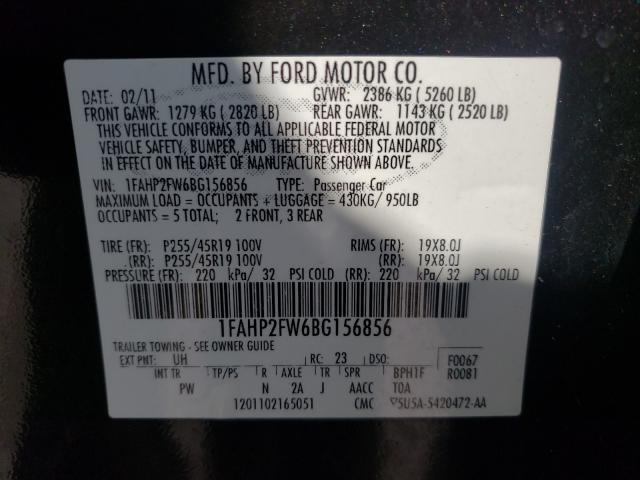 MFD. BY FORD MOTOR CO.
DATE: 02/11 GVWR: 2386 KG ( 5260 LB)
FRONT GAWR: 1279 KG ( 2820 LB) REAR GAWR: 1143 KG ( 2520 LB)
THIS VEHICLE CONFORMS TO ALL APPLICABLE FEDERAL MOTOR
VEHICLE SAFETY, BUMPER, AND THEFT PREVENTION STANDARDS
IN EFFECT ON THE DATE OF MANUFACTURE SHOWN ABOVE.
VIN: 1FAHP2FW6BG156856 TYPE: Passenger Car
MAXIMUM LOAD = OCCUPANTS + LUGGAGE = 430KG/ 950LB
OCCUPANTS = 5 TOTAL; 2 FRONT, 3 REAR
TIRE (FR): P255/45R19 100V RIMS (FR): 19X8.0J
(RR): P255/45R19 100V (RR): 19X8.0J
PRESSURE (FR): 220 kPa/ 32 PSI COLD (RR): 220 kPa/ 32 PSI COLD
1FAHP2FW6BG156856
TRAILER TOWING - SEE OWNER GUIDE
EXT PNT: UH RC: 23 DSO: F0067
INT TR TP/PS R AXLE TR SPR BPH1F R0081
PW N 2A J AACC TOA
1201102165051 CMC 5U5A-5420472-AA